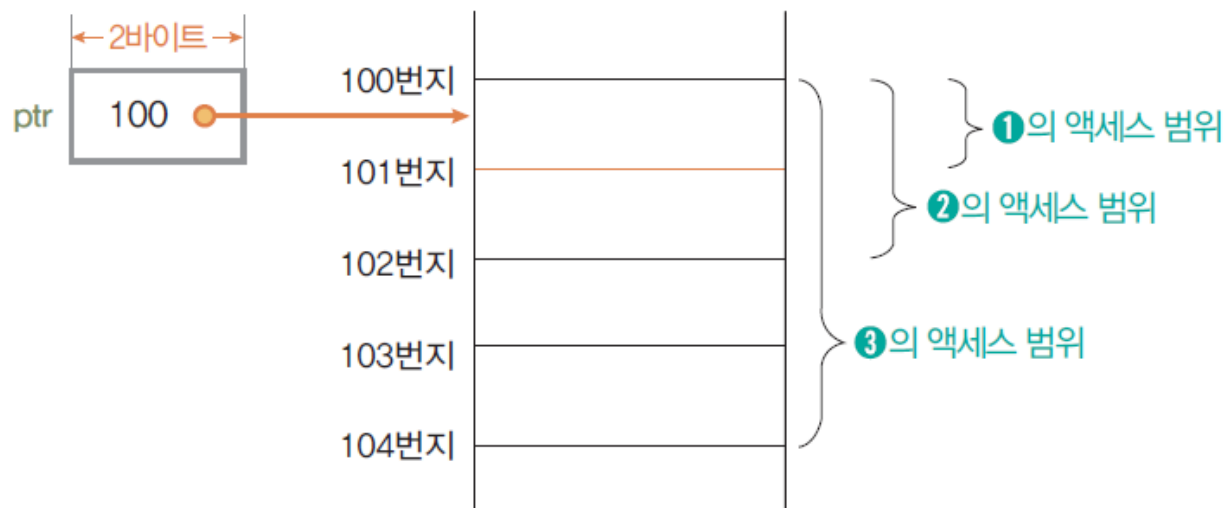 2바이트
ptr
100
100번지
101번지
102번지
103번지
104번지
❶의 액세스 범위
❷의 액세스 범위
❸의 액세스 범위